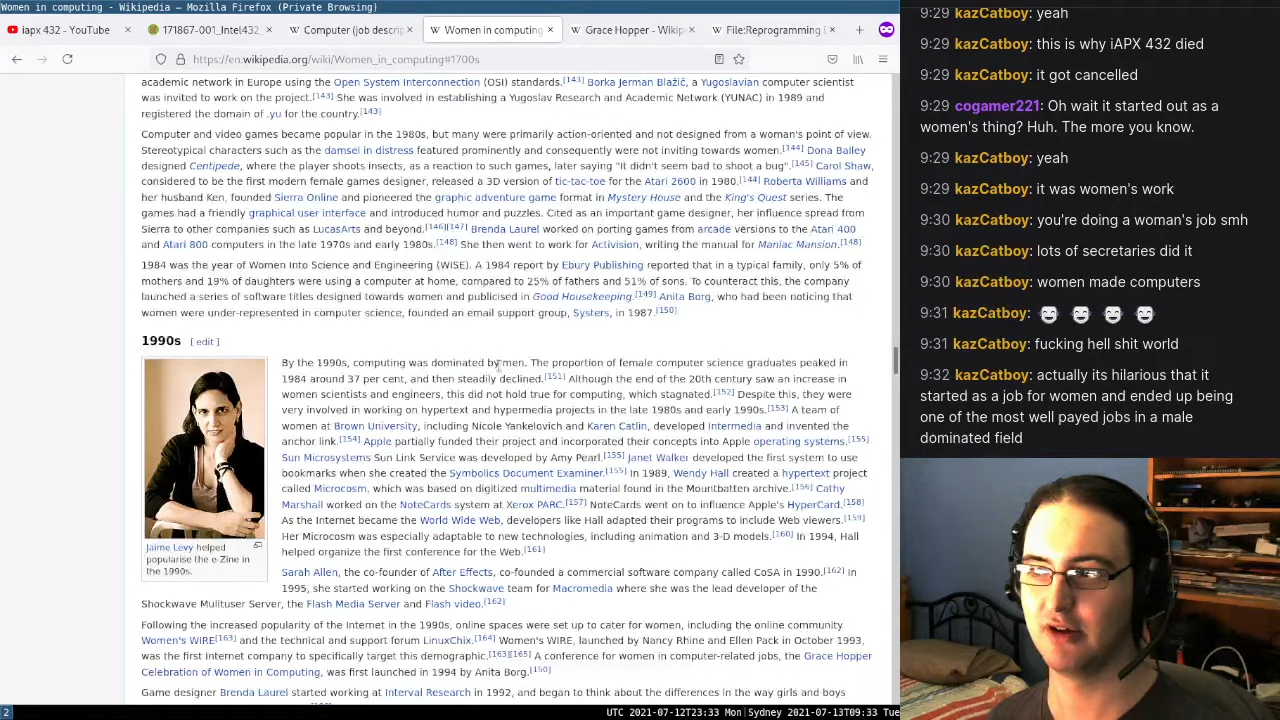 Women in computing - Wikipedia — Mozilla Firefox (Private Browsing)
iapx 432 - YouTube
171867-001_Intel432_
Computer (job descri
Women in computing
Grace Hopper - Wikip
File:Reprogramming
https://en.wikipedia.org/wiki/Women_in_computing#1700s
academic network in Europe using the Open System Interconnection (OSI) standards.[143] Borka Jerman Blažič, a Yugoslavian computer scientist
was invited to work on the project.[143] She was involved in establishing a Yugoslav Research and Academic Network (YUNAC) in 1989 and
registered the domain of .yu for the country.[143]
Computer and video games became popular in the 1980s, but many were primarily action-oriented and not designed from a woman's point of view.
Stereotypical characters such as the damsel in distress featured prominently and consequently were not inviting towards women.[144] Dona Bailey
designed Centipede, where the player shoots insects, as a reaction to such games, later saying "It didn't seem bad to shoot a bug".[145] Carol Shaw,
considered to be the first modern female games designer, released a 3D version of tic-tac-toe for the Atari 2600 in 1980.[144] Roberta Williams and
her husband Ken, founded Sierra Online and pioneered the graphic adventure game format in Mystery House and the King's Quest series. The
games had a friendly graphical user interface and introduced humor and puzzles. Cited as an important game designer, her influence spread from
Sierra to other companies such as LucasArts and beyond.[146][147] Brenda Laurel worked on porting games from arcade versions to the Atari 400
and Atari 800 computers in the late 1970s and early 1980s.[148] She then went to work for Activision, writing the manual for Maniac Mansion.[148]
1984 was the year of Women Into Science and Engineering (WISE). A 1984 report by Ebury Publishing reported that in a typical family, only 5% of
mothers and 19% of daughters were using a computer at home, compared to 25% of fathers and 51% of sons. To counteract this, the company
launched a series of software titles designed towards women and publicised in Good Housekeeping.[149] Anita Borg, who had been noticing that
women were under-represented in computer science, founded an email support group, Systers, in 1987.[150]
1990s [ edit ]
By the 1990s, computing was dominated by men. The proportion of female computer science graduates peaked in
1984 around 37 per cent, and then steadily declined.[151] Although the end of the 20th century saw an increase in
women scientists and engineers, this did not hold true for computing, which stagnated.[152] Despite this, they were
very involved in working on hypertext and hypermedia projects in the late 1980s and early 1990s.[153] A team of
women at Brown University, including Nicole Yankelovich and Karen Catlin, developed Intermedia and invented the
anchor link.[154] Apple partially funded their project and incorporated their concepts into Apple operating systems.[155]
Sun Microsystems Sun Link Service was developed by Amy Pearl.[155] Janet Walker developed the first system to use
bookmarks when she created the Symbolics Document Examiner.[155] In 1989, Wendy Hall created a hypertext project
called Microcosm, which was based on digitized multimedia material found in the Mountbatten archive.[156] Cathy
Marshall worked on the NoteCards system at Xerox PARC.[157] NoteCards went on to influence Apple's HyperCard.[158]
As the Internet became the World Wide Web, developers like Hall adapted their programs to include Web viewers.[159]
Her Microcosm was especially adaptable to new technologies, including animation and 3-D models.[160] In 1994, Hall
helped organize the first conference for the Web.[161]
Jaime Levy helped
popularise the e-Zine in
the 1990s.
Sarah Allen, the co-founder of After Effects, co-founded a commercial software company called CoSA in 1990.[162] In
1995, she started working on the Shockwave team for Macromedia where she was the lead developer of the
Shockwave Mulituser Server, the Flash Media Server and Flash video.[162]
Following the increased popularity of the Internet in the 1990s, online spaces were set up to cater for women, including the online community
Women's WIRE[163] and the technical and support forum LinuxChix.[164] Women's WIRE, launched by Nancy Rhine and Ellen Pack in October 1993,
was the first Internet company to specifically target this demographic.[163][165] A conference for women in computer-related jobs, the Grace Hopper
Celebration of Women in Computing, was first launched in 1994 by Anita Borg.[150]
Game designer Brenda Laurel started working at Interval Research in 1992, and began to think about the differences in the way girls and boys
2
UTC 2021-07-12T23:33 Mon Sydney 2021-07-13T09:33 Tue
9:29 kazCatboy: yeah
9:29 kazCatboy: this is why iAPX 432 died
9:29 kazCatboy: it got cancelled
9:29 cogamer221: Oh wait it started out as a
women's thing? Huh. The more you know.
9:29 kazCatboy: yeah
9:29 kazCatboy: it was women's work
9:30 kazCatboy: you're doing a woman's job smh
9:30 kazCatboy: lots of secretaries did it
9:30 kazCatboy: women made computers
9:31 kazCatboy:
9:31 kazCatboy: fucking hell shit world
9:32 kazCatboy: actually its hilarious that it
started as a job for women and ended up being
one of the most well payed jobs in a male
dominated field